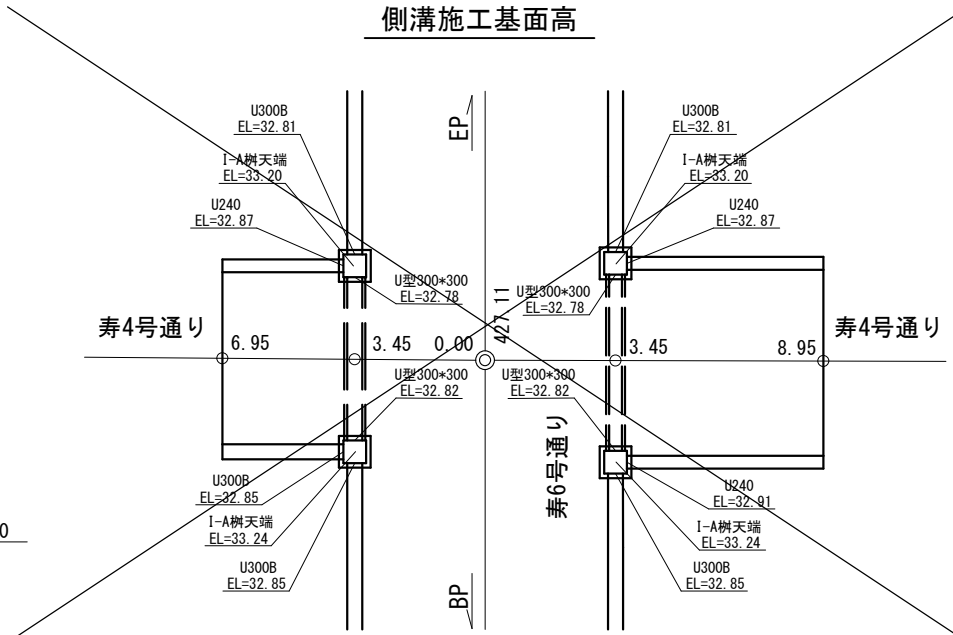 側溝施工基面高
U300B
EL=32.81
I-A桝天端
EL=33.20
U240
EL=32.87
U型300*300
EL=32.78
EP
U300B
EL=32.81
I-A桝天端
EL=33.20
U240
EL=32.87
U型300*300
EL=32.78
427.11
寿4号通り
6.95
3.45
0.00
3.45
8.95
寿4号通り
U型300*300
EL=32.82
U型300*300
EL=32.82
寿6号通り
U300B
EL=32.85
I-A桝天端
EL=33.24
U300B
EL=32.85
U240
EL=32.91
I-A桝天端
EL=33.24
U300B
EL=32.85
BP
0